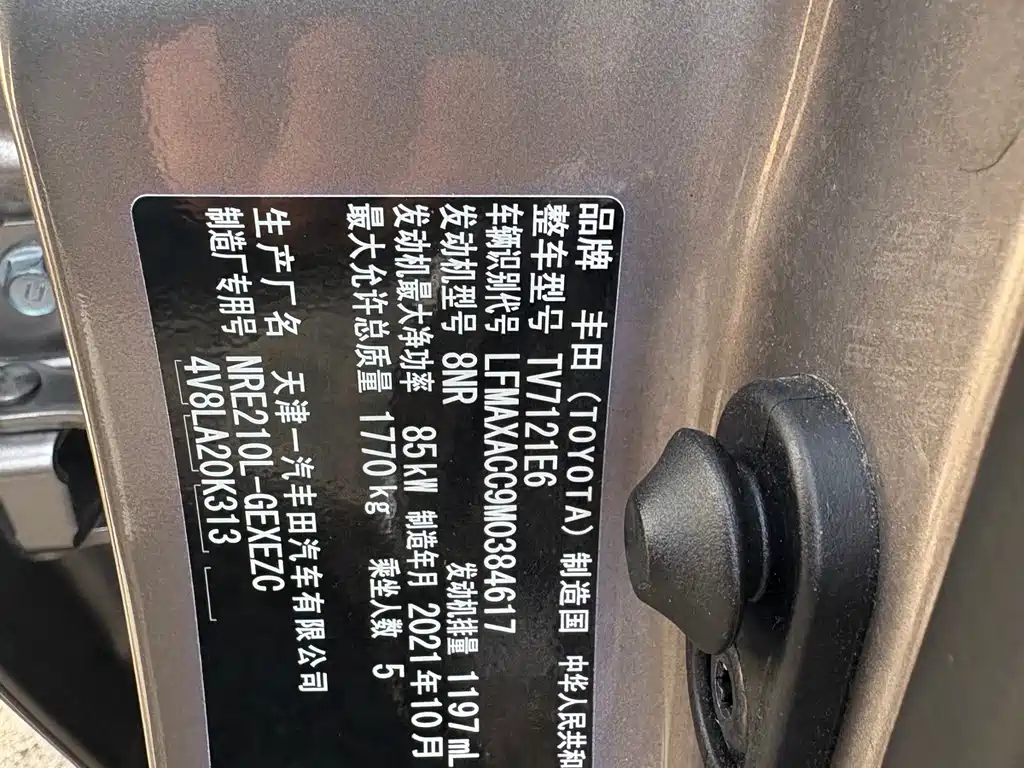 品牌 丰田 (TOYOTA) 制造国 中华人民共和
整车型号 TV7121E6
车辆识别代号 LFMAXACC9M0384617
发动机型号 8NR 发动机排量 1197 mL
发动机最大净功率 85kW 制造年月 2021年10月
最大允许总质量 1770kg 乘坐人数 5
生产厂名 天津一汽丰田汽车有限公司
制造厂专用号 NRE210L-GEXEZC
4V8LA20K313